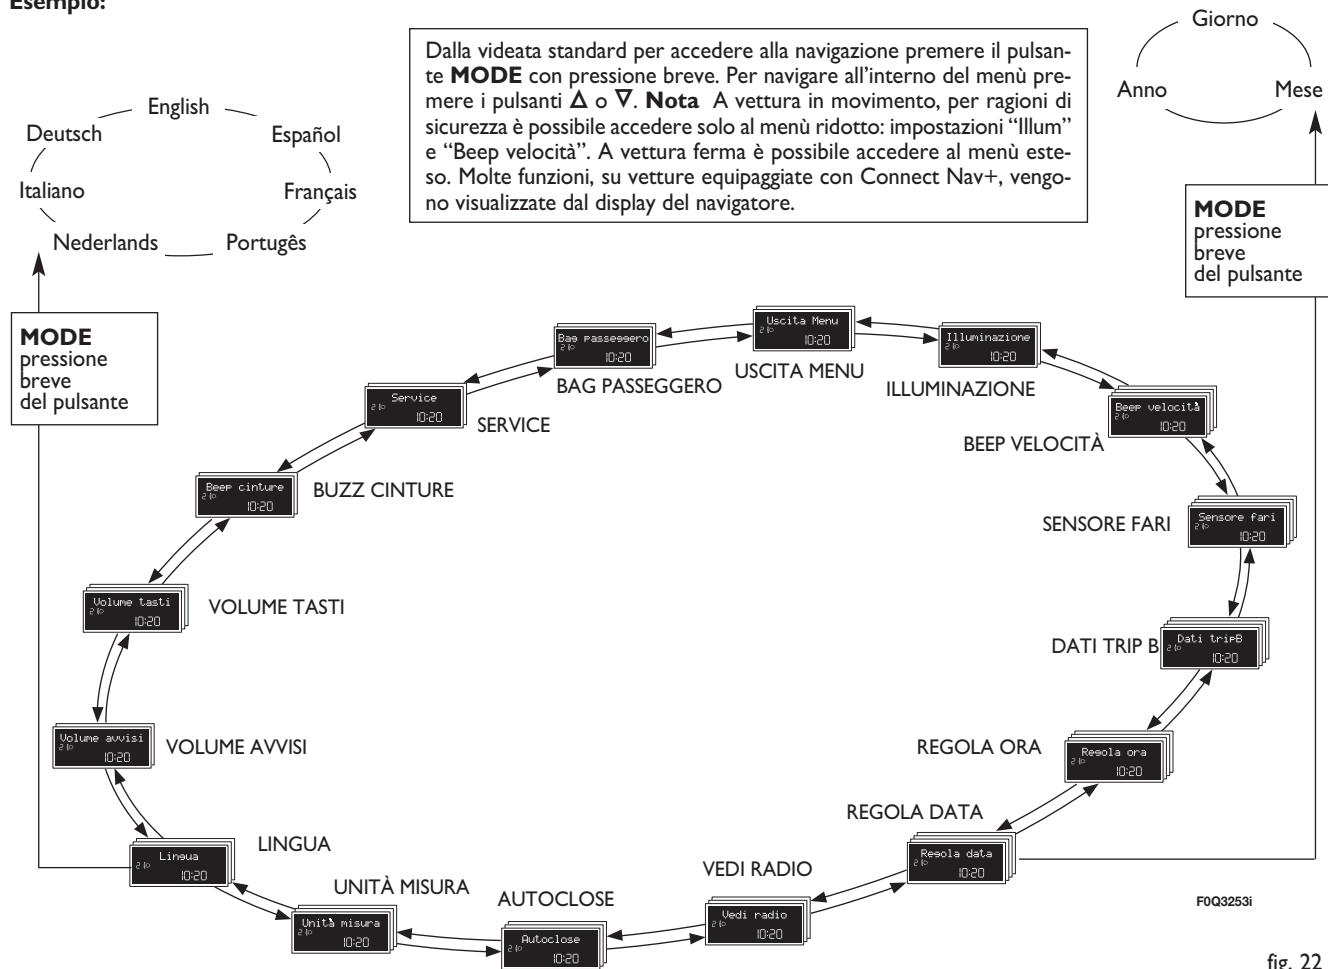 Esempio:
Dalla videata standard per accedere alla navigazione premere il pulsan-
te MODE con pressione breve. Per navigare all'interno del menù pre-
mere i pulsanti Δ o ∇. Nota A vettura in movimento, per ragioni di
sicurezza è possibile accedere solo al menù ridotto: impostazioni “Illum”
e “Beep velocità”. A vettura ferma è possibile accedere al menù este-
so. Molte funzioni, su vetture equipaggiate con Connect Nav+, vengo-
no visualizzate dal display del navigatore.
Giorno
Anno
Mese
English
Deutsch
Español
Italiano
Français
Nederlands
Portugês
MODE
pressione
breve
del pulsante
MODE
pressione
breve
del pulsante
Uscita Menu
10:20
USCITA MENU
Illuminazione
10:20
ILLUMINAZIONE
Beep velocità
10:20
BEEP VELOCITÀ
Sensore fari
10:20
SENSORE FARI
Dati tripB
10:20
DATI TRIP B
Regola ora
10:20
REGOLA ORA
Regola data
10:20
REGOLA DATA
Vedi radio
10:20
VEDI RADIO
Autoclose
10:20
AUTOCLOSE
Unità misura
10:20
UNITÀ MISURA
Lingua
10:20
LINGUA
Volume avvisi
10:20
VOLUME AVVISI
Volume tasti
10:20
VOLUME TASTI
Beep cinture
10:20
BUZZ CINTURE
Service
10:20
SERVICE
Bag passeggero
10:20
BAG PASSEGGERO
F0Q3253i
fig. 22